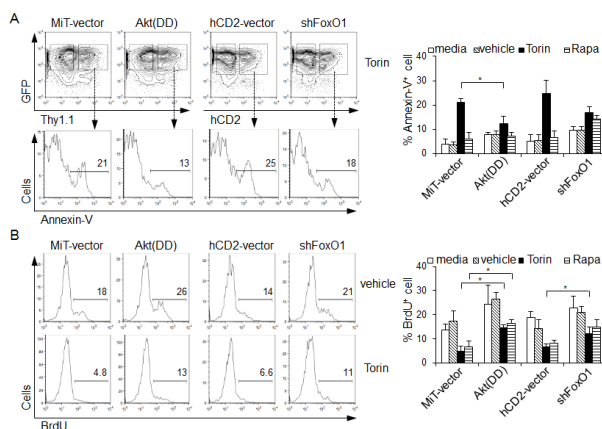 A
MiT-vector Akt(DD) hCD2-vector shFoxO1
GFP
Torin
Thy1.1 hCD2
Cells
21 13 25 18
Annexin-V
media vehicle Torin Rapa
% Annexin-V⁺ cell
40
30
20
10
0
*
MiT-vector Akt(DD) hCD2-vector shFoxO1
B
MiT-vector Akt(DD) hCD2-vector shFoxO1
18 26 14 21
vehicle
4.8 13 6.6 11
Torin
Cells
BrdU
media vehicle Torin Rapa
% BrdU⁺ cell
40
30
20
10
0
* * *
MiT-vector Akt(DD) hCD2-vector shFoxO1